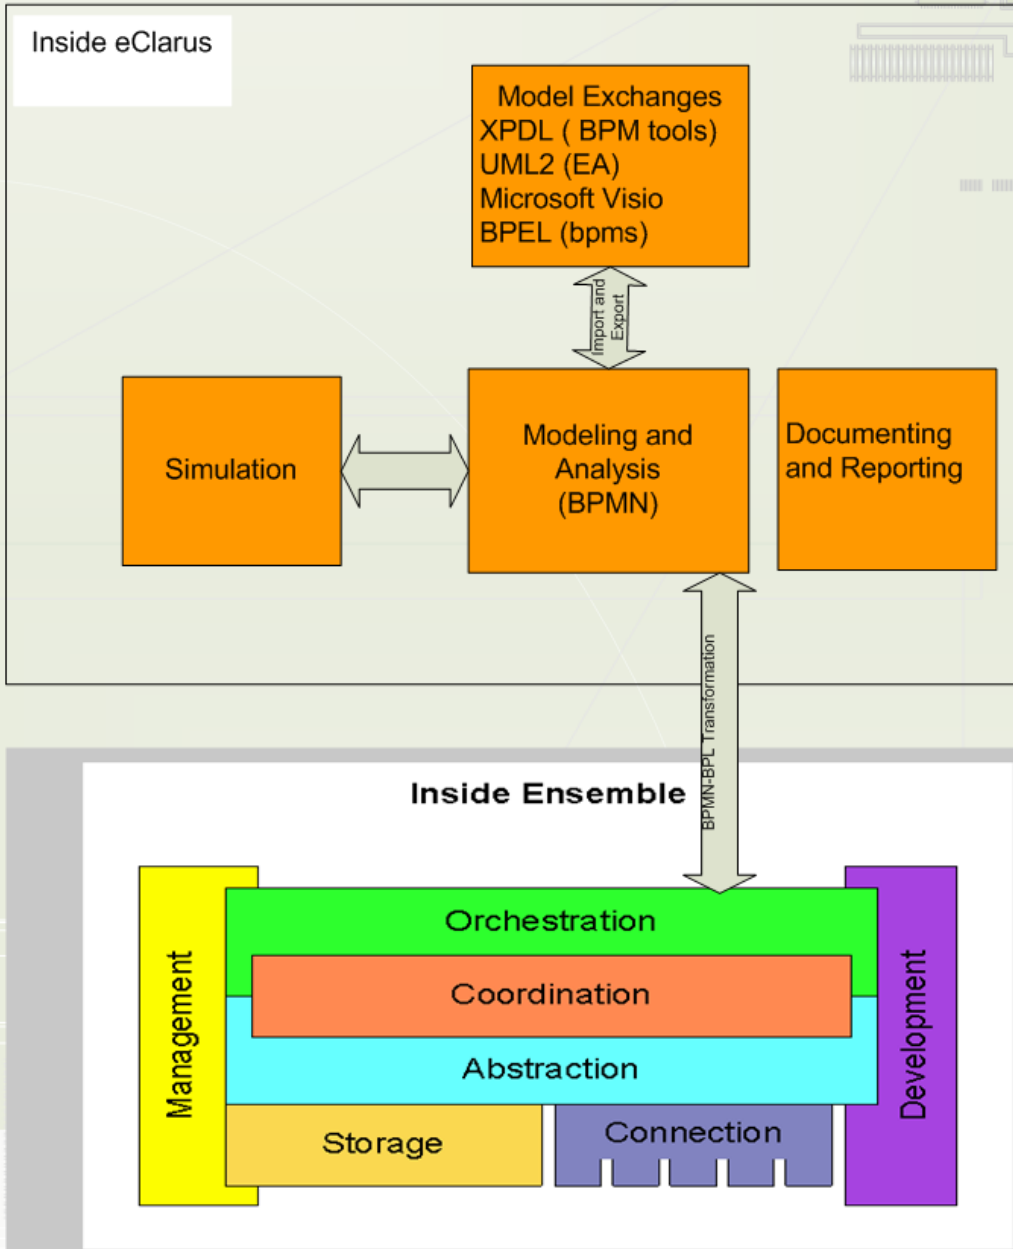 Inside eClarus
Model Exchanges
XPDL ( BPM tools)
UML2 (EA)
Microsoft Visio
BPEL (bpms)
Import and
Export
Simulation
Modeling and
Analysis
(BPMN)
Documenting
and Reporting
BPMN-BPL Transformation
Inside Ensemble
Management
Orchestration
Coordination
Abstraction
Storage
Connection
Development